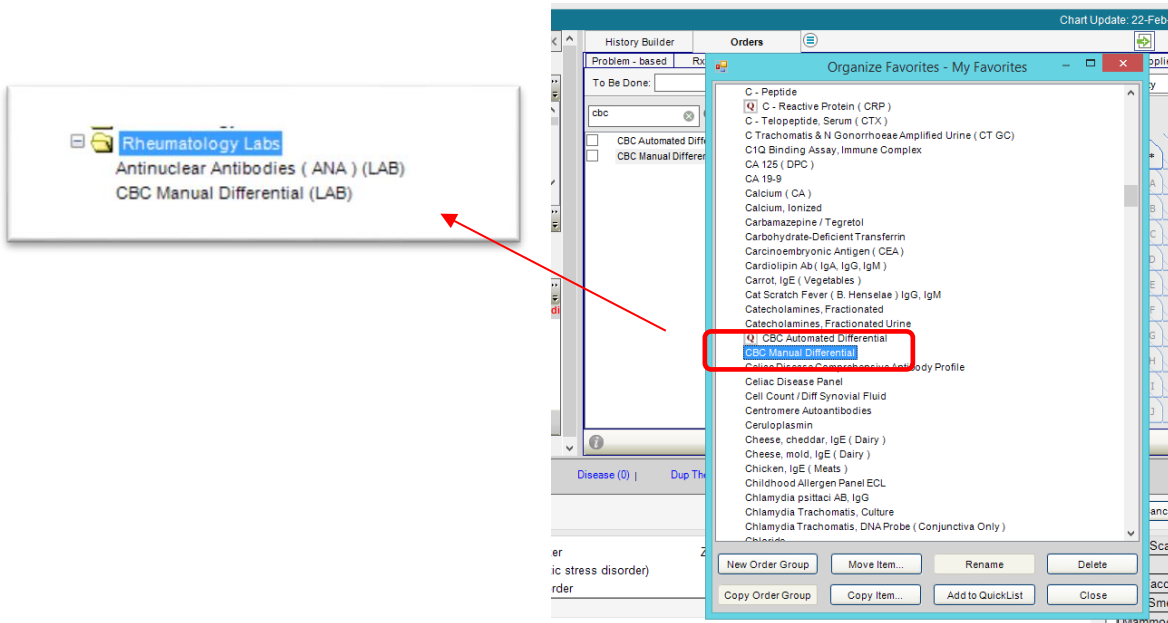 Chart Update: 22-Feb-
History Builder
Orders
Problem - based
Rx
To Be Done:
cbc
CBC Automated Diffe
CBC Manual Differen
Rheumatology Labs
Antinuclear Antibodies ( ANA ) (LAB)
CBC Manual Differential (LAB)
Organize Favorites - My Favorites
C - Peptide
Q C - Reactive Protein ( CRP )
C - Telopeptide, Serum ( CTX )
C Trachomatis & N Gonorrhoeae Amplified Urine ( CT GC)
C1Q Binding Assay, Immune Complex
CA 125 ( DPC )
CA 19-9
Calcium ( CA )
Calcium, Ionized
Carbamazepine / Tegretol
Carbohydrate-Deficient Transferrin
Carcinoembryonic Antigen ( CEA )
Cardiolipin Ab ( IgA, IgG, IgM )
Carrot, IgE ( Vegetables )
Cat Scratch Fever ( B. Henselae ) IgG, IgM
Catecholamines, Fractionated
Catecholamines, Fractionated Urine
Q CBC Automated Differential
CBC Manual Differential
Celiac Disease Comprehensive Antibody Profile
Celiac Disease Panel
Cell Count / Diff Synovial Fluid
Centromere Autoantibodies
Ceruloplasmin
Cheese, cheddar, IgE ( Dairy )
Cheese, mold, IgE ( Dairy )
Chicken, IgE ( Meats )
Childhood Allergen Panel ECL
Chlamydia psittaci AB, IgG
Chlamydia Trachomatis, Culture
Chlamydia Trachomatis, DNA Probe ( Conjunctiva Only )
Chloride
New Order Group
Move Item...
Rename
Delete
Copy Order Group
Copy Item...
Add to QuickList
Close
Disease (0) |
Dup The
er
Z
ic stress disorder)
rder
A
B
C
D
E
F
G
H
I
J